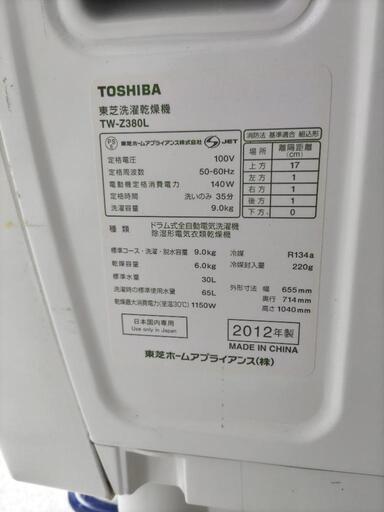 TOSHIBA
東芝洗濯乾燥機
TW-Z380L
PS
E
東芝ホームアプライアンス株式会社
JET
定格電圧 100V
定格周波数 50-60Hz
電動機定格消費電力 140W
定格時間 洗いのみ 35分
洗濯容量 9.0kg
消防法 基準適合 組込形
場所 離隔距離(cm)
上方 17
左方 1
右方 1
後方 1
下方 0
種類 ドラム式全自動電気洗濯機
除湿形電気衣類乾燥機
標準コース・洗濯・脱水容量 9.0kg
乾燥容量 6.0kg
標準水量 30L
洗濯時の標準使用水量 65L
乾燥最大消費電力(室温30℃) 1150W
冷媒 R134a
冷媒封入量 220g
外形寸法 幅 655mm
奥行 714mm
高さ 1040mm
日本国内専用
Use only in Japan
2012年製
MADE IN CHINA
東芝ホームアプライアンス(株)